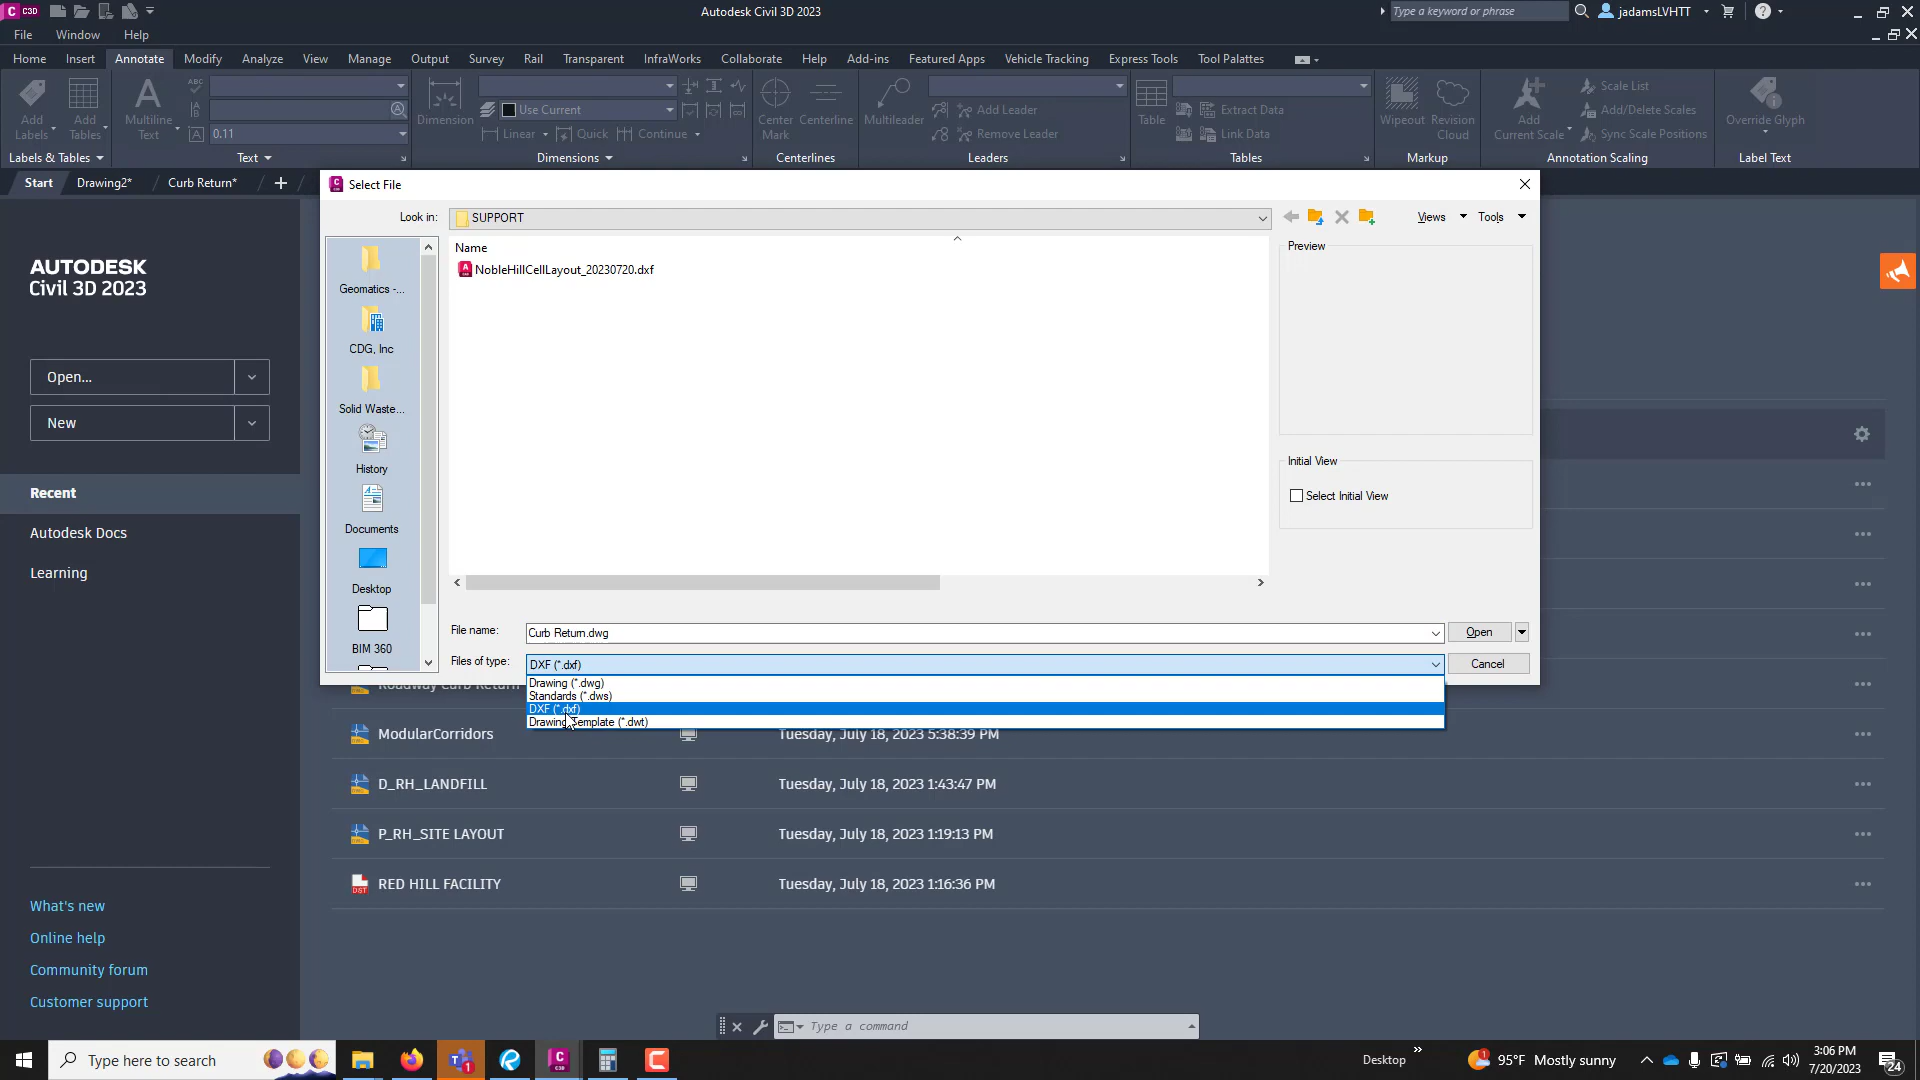 C3D
Autodesk Civil 3D 2023
Type a keyword or phrase
jadamsLVHTT
File Window Help
Home Insert Annotate Modify Analyze View Manage Output Survey Rail Transparent InfraWorks Collaborate Help Add-ins Featured Apps Vehicle Tracking Express Tools Tool Palettes
Add Labels
Add Tables
Labels & Tables
Multiline Text
ABC
0.11
Text
Dimension
Use Current
Linear Quick Continue
Dimensions
Center Mark
Centerline
Centerlines
Multileader
Add Leader
Remove Leader
Leaders
Table
Extract Data
Link Data
Tables
Wipeout
Revision Cloud
Markup
Add Current Scale
Scale List
Add/Delete Scales
Sync Scale Positions
Annotation Scaling
Override Glyph
Label Text
Start Drawing2* Curb Return*
AUTODESK
Civil 3D 2023
Open...
New
Recent
Autodesk Docs
Learning
What's new
Online help
Community forum
Customer support
Select File
Look in: SUPPORT
Views Tools
Name
NobleHillCellLayout_20230720.dxf
Geomatics -...
CDG, Inc
Solid Waste...
History
Documents
Desktop
BIM 360
Preview
Initial View
Select Initial View
File name: Curb Return.dwg
Open
Files of type: DXF (*.dxf)
Cancel
Drawing (*.dwg)
Standards (*.dws)
DXF (*.dxf)
Drawing Template (*.dwt)
Roadway Curb Return
ModularCorridors Tuesday, July 18, 2023 5:38:39 PM
D_RH_LANDFILL Tuesday, July 18, 2023 1:43:47 PM
P_RH_SITE LAYOUT Tuesday, July 18, 2023 1:19:13 PM
RED HILL FACILITY Tuesday, July 18, 2023 1:16:36 PM
Type a command
Type here to search
Desktop
95°F Mostly sunny
3:06 PM
7/20/2023
24